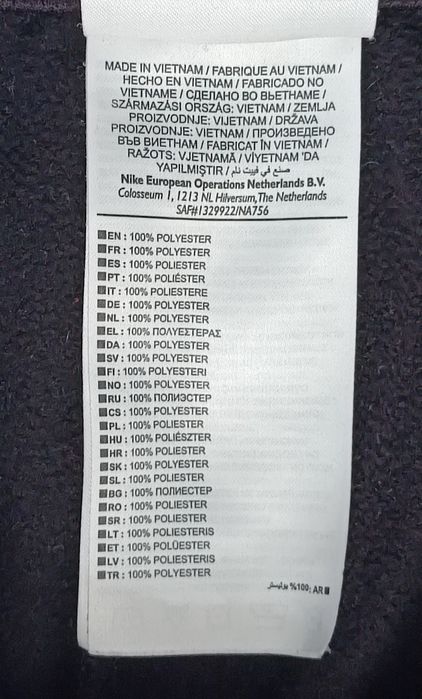 MADE IN VIETNAM / FABRIQUE AU VIETNAM /
HECHO EN VIETNAM / FABRICADO NO
VIETNAME / СДЕЛАНО ВО ВЬЕТНАМЕ /
SZÁRMAZÁSI ORSZÁG: VIETNAM / ZEMLJA
PROIZVODNJE: VIJETNAM / DRŽAVA
PROIZVODNJE: VIETNAM / ПРОИЗВЕДЕНО
ВЪВ ВИЕТНАМ / FABRICAT ÎN VIETNAM /
RAŽOTS: VJETNAMĀ / VİYETNAM 'DA
YAPILMIŞTIR / صنع في فييت نام
Nike European Operations Netherlands B.V.
Colosseum 1, 1213 NL Hilversum, The Netherlands
SAF#1329922/NA756
EN : 100% POLYESTER
FR : 100% POLYESTER
ES : 100% POLIESTER
PT : 100% POLIÉSTER
IT : 100% POLIESTERE
DE : 100% POLYESTER
NL : 100% POLYESTER
EL : 100% ΠΟΛΥΕΣΤΕΡΑΣ
DA : 100% POLYESTER
SV : 100% POLYESTER
FI : 100% POLYESTERI
NO : 100% POLYESTER
RU : 100% ПОЛИЭСТЕР
CS : 100% POLYESTER
PL : 100% POLIESTER
HU : 100% POLIÉSZTER
HR : 100% POLIESTER
SK : 100% POLYESTER
SL : 100% POLIESTER
BG : 100% ПОЛИЕСТЕР
RO : 100% POLIESTER
SR : 100% POLIESTER
LT : 100% POLIESTERIS
ET : 100% POLÜESTER
LV : 100% POLIESTERIS
TR : 100% POLYESTER
AR : 100% بوليستر